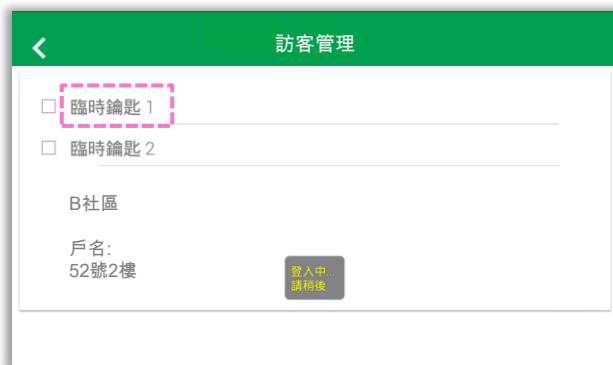 訪客管理
臨時鑰匙 1
臨時鑰匙 2
B社區
戶名:
52號2樓
登入中...
請稍後